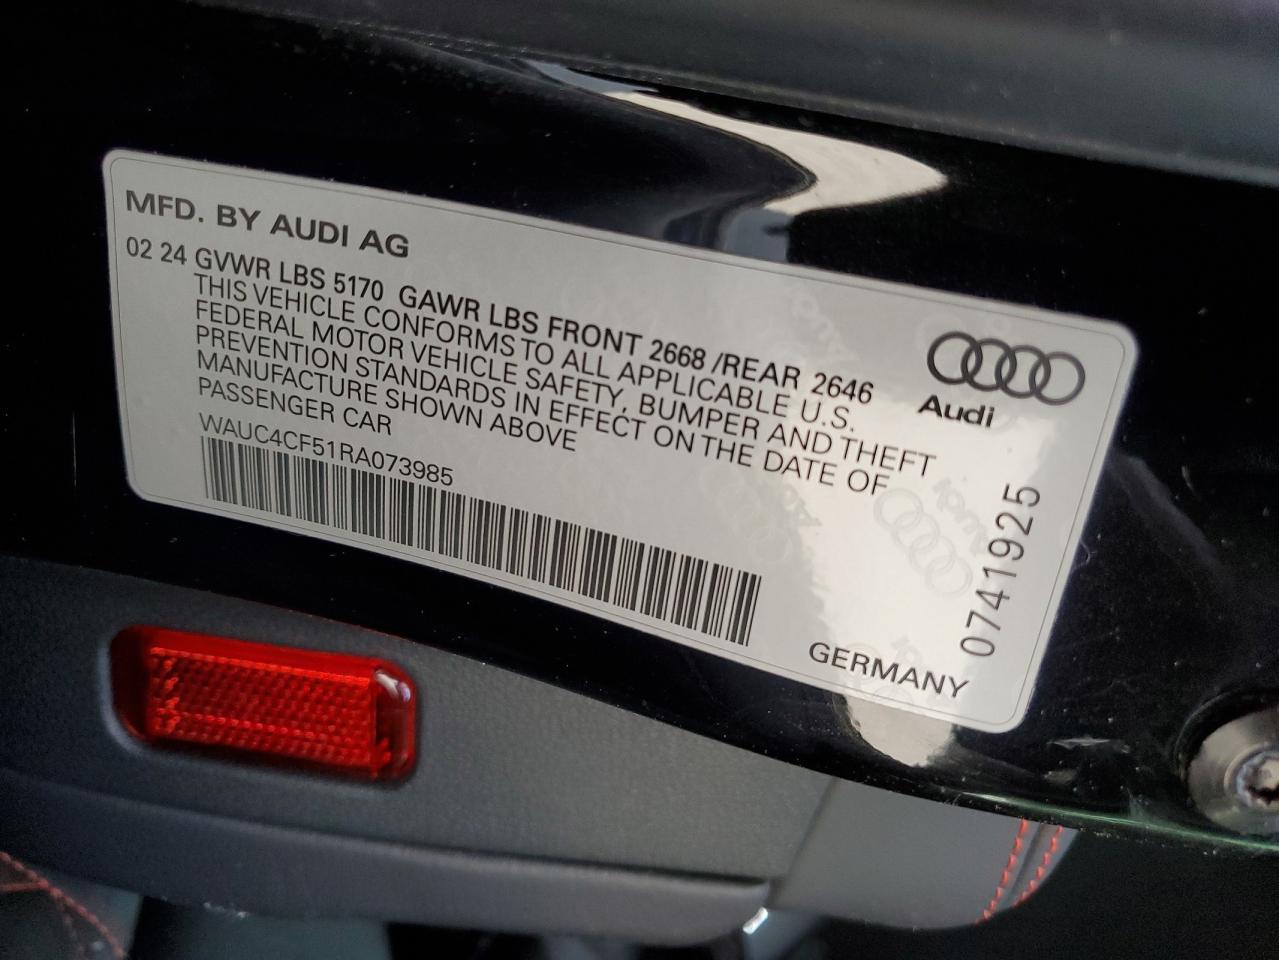 MFD. BY AUDI AG
02 24 GVWR LBS 5170 GAWR LBS FRONT 2668 /REAR 2646
THIS VEHICLE CONFORMS TO ALL APPLICABLE U.S.
FEDERAL MOTOR VEHICLE SAFETY, BUMPER AND THEFT
PREVENTION STANDARDS IN EFFECT ON THE DATE OF
MANUFACTURE SHOWN ABOVE
PASSENGER CAR
WAUC4CF51RA073985
Audi
0741925
GERMANY